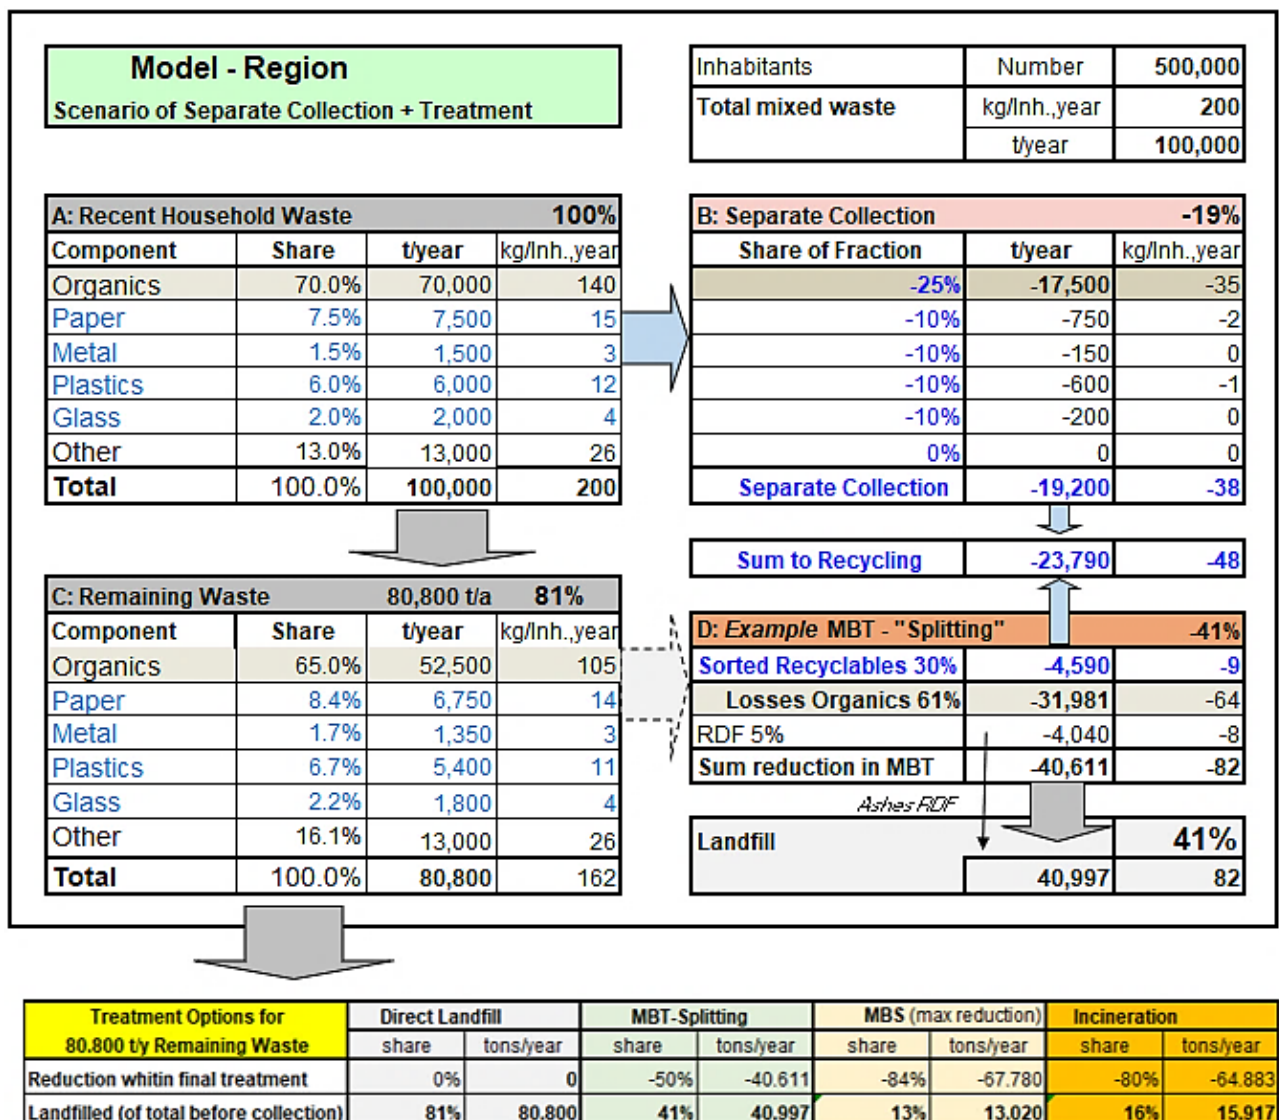 Model - Region
Scenario of Separate Collection + Treatment
Inhabitants Number 500,000
Total mixed waste kg/Inh.,year 200
t/year 100,000
A: Recent Household Waste 100%
Component Share t/year kg/Inh.,year
Organics 70.0% 70,000 140
Paper 7.5% 7,500 15
Metal 1.5% 1,500 3
Plastics 6.0% 6,000 12
Glass 2.0% 2,000 4
Other 13.0% 13,000 26
Total 100.0% 100,000 200
B: Separate Collection -19%
Share of Fraction t/year kg/Inh.,year
-25% -17,500 -35
-10% -750 -2
-10% -150 0
-10% -600 -1
-10% -200 0
0% 0 0
Separate Collection -19,200 -38
Sum to Recycling -23,790 -48
C: Remaining Waste 80,800 t/a 81%
Component Share t/year kg/Inh.,year
Organics 65.0% 52,500 105
Paper 8.4% 6,750 14
Metal 1.7% 1,350 3
Plastics 6.7% 5,400 11
Glass 2.2% 1,800 4
Other 16.1% 13,000 26
Total 100.0% 80,800 162
D: Example MBT - "Splitting" -41%
Sorted Recyclables 30% -4,590 -9
Losses Organics 61% -31,981 -64
RDF 5% -4,040 -8
Sum reduction in MBT -40,611 -82
Ashes RDF
Landfill 41%
40,997 82
Treatment Options for Direct Landfill MBT-Splitting MBS (max reduction) Incineration
80.800 t/y Remaining Waste share tons/year share tons/year share tons/year share tons/year
Reduction whitin final treatment 0% 0 -50% -40.611 -84% -67.780 -80% -64.883
Landfilled (of total before collection) 81% 80.800 41% 40.997 13% 13.020 16% 15.917